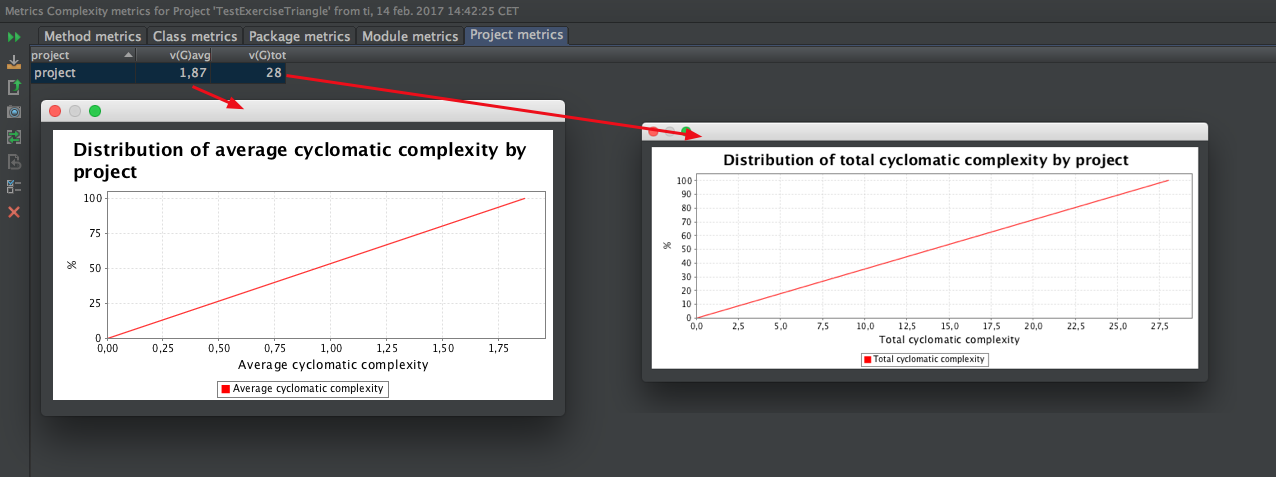 Metrics Complexity metrics for Project 'TestExerciseTriangle' from ti, 14 feb. 2017 14:42:25 CET
Method metrics Class metrics Package metrics Module metrics Project metrics
project v(G)avg v(G)tot
project 1,87 28
Distribution of average cyclomatic complexity by
project
100
75
50
25
0
%
0,00 0,25 0,50 0,75 1,00 1,25 1,50 1,75
Average cyclomatic complexity
Average cyclomatic complexity
Distribution of total cyclomatic complexity by project
100
90
80
70
60
50
40
30
20
10
0
%
0,0 2,5 5,0 7,5 10,0 12,5 15,0 17,5 20,0 22,5 25,0 27,5
Total cyclomatic complexity
Total cyclomatic complexity